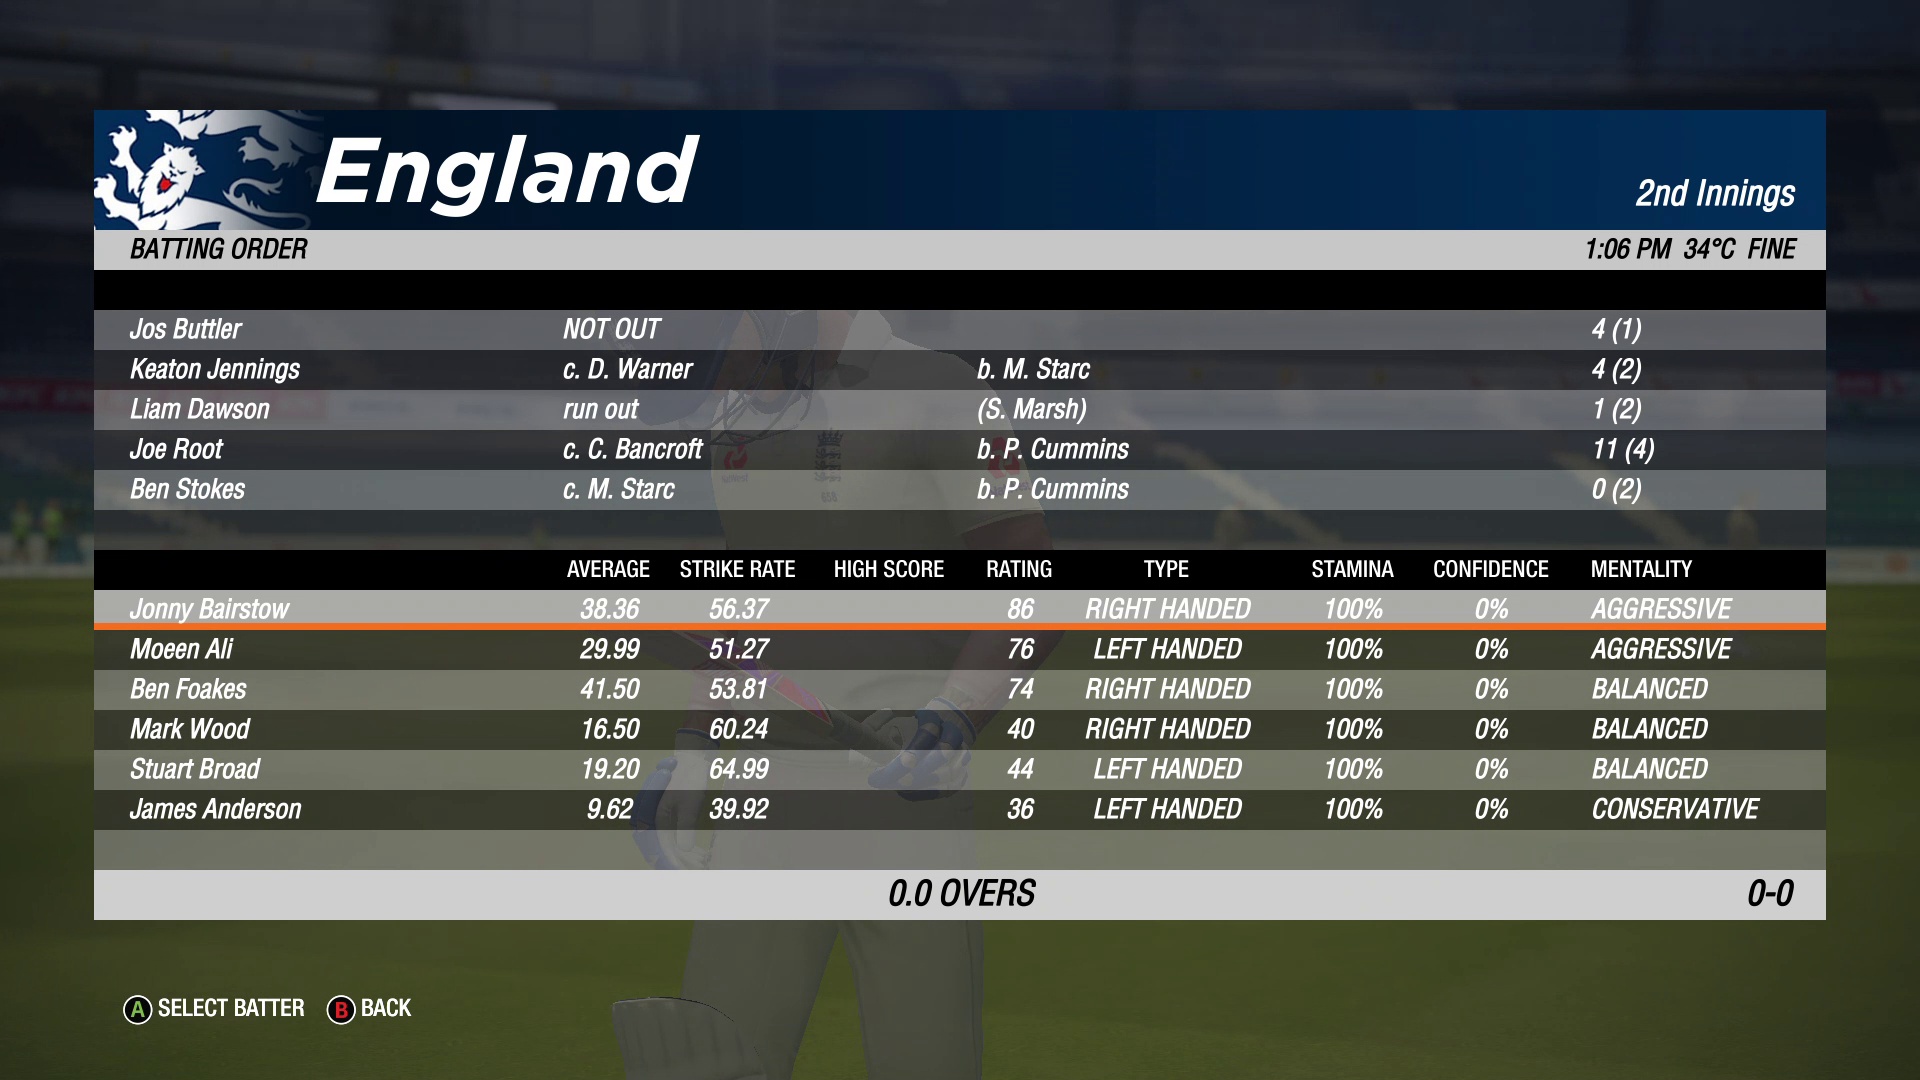 England
2nd Innings
BATTING ORDER 1:06 PM 34°C FINE
Jos Buttler NOT OUT 4 (1)
Keaton Jennings c. D. Warner b. M. Starc 4 (2)
Liam Dawson run out (S. Marsh) 1 (2)
Joe Root c. C. Bancroft b. P. Cummins 11 (4)
Ben Stokes c. M. Starc b. P. Cummins 0 (2)
AVERAGE STRIKE RATE HIGH SCORE RATING TYPE STAMINA CONFIDENCE MENTALITY
Jonny Bairstow 38.36 56.37 86 RIGHT HANDED 100% 0% AGGRESSIVE
Moeen Ali 29.99 51.27 76 LEFT HANDED 100% 0% AGGRESSIVE
Ben Foakes 41.50 53.81 74 RIGHT HANDED 100% 0% BALANCED
Mark Wood 16.50 60.24 40 RIGHT HANDED 100% 0% BALANCED
Stuart Broad 19.20 64.99 44 LEFT HANDED 100% 0% BALANCED
James Anderson 9.62 39.92 36 LEFT HANDED 100% 0% CONSERVATIVE
0.0 OVERS 0-0
A SELECT BATTER B BACK